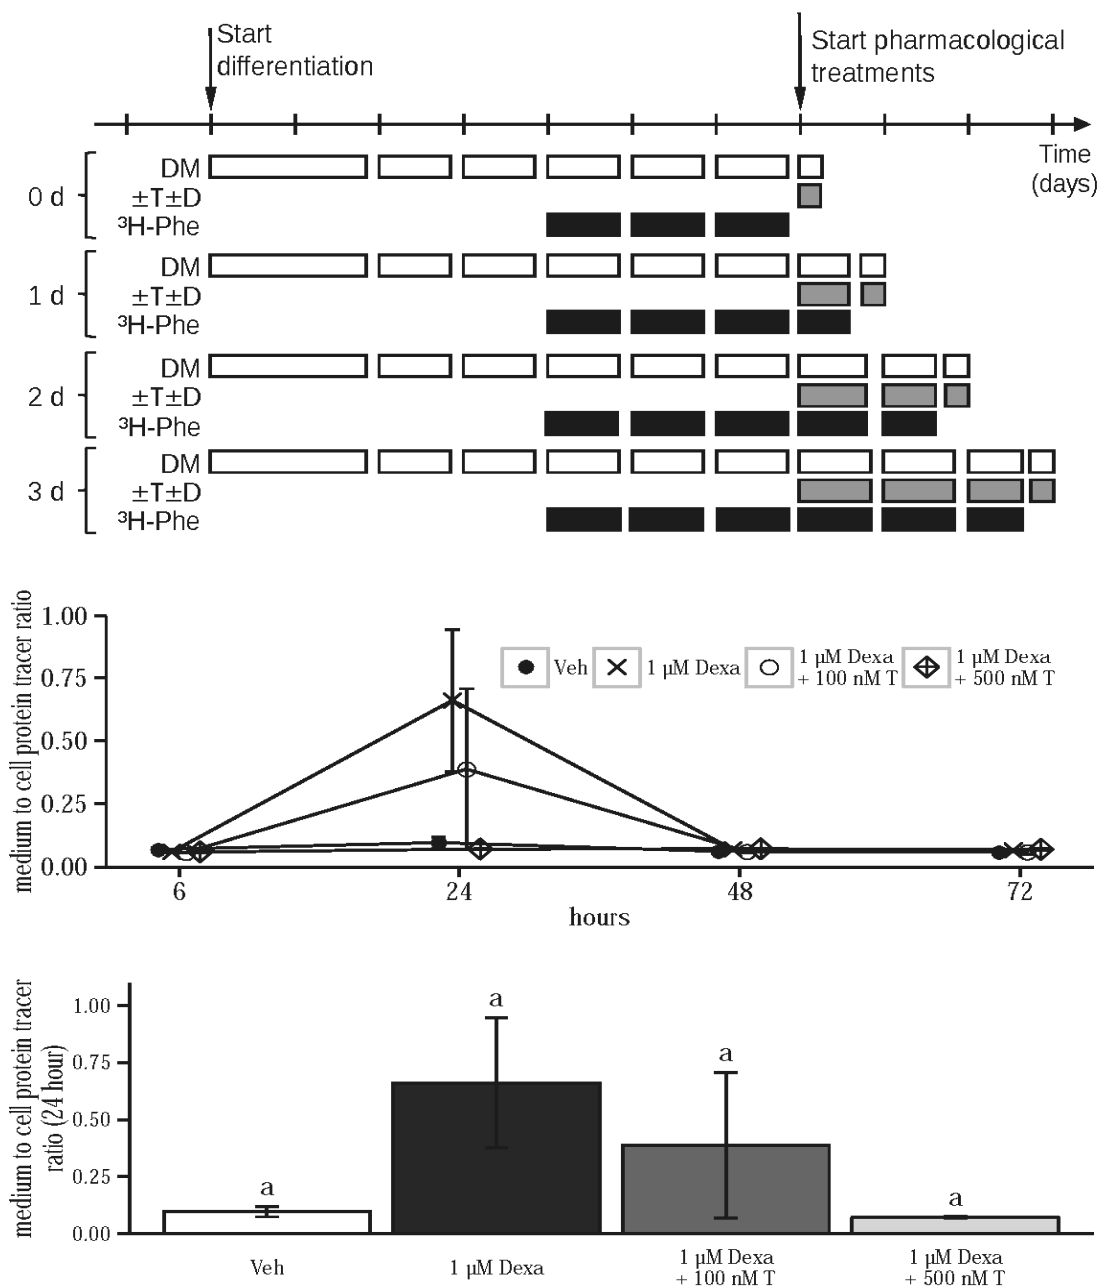 Start
differentiation
Start pharmacological
treatments
Time
(days)
0 d
DM
±T±D
³H-Phe
1 d
DM
±T±D
³H-Phe
2 d
DM
±T±D
³H-Phe
3 d
DM
±T±D
³H-Phe
medium to cell protein tracer ratio
1.00
0.75
0.50
0.25
0.00
Veh
1 µM Dexa
1 µM Dexa
+ 100 nM T
1 µM Dexa
+ 500 nM T
6
24
48
72
hours
medium to cell protein tracer
ratio (24 hour)
1.00
0.75
0.50
0.25
0.00
a
a
a
a
Veh
1 µM Dexa
1 µM Dexa
+ 100 nM T
1 µM Dexa
+ 500 nM T